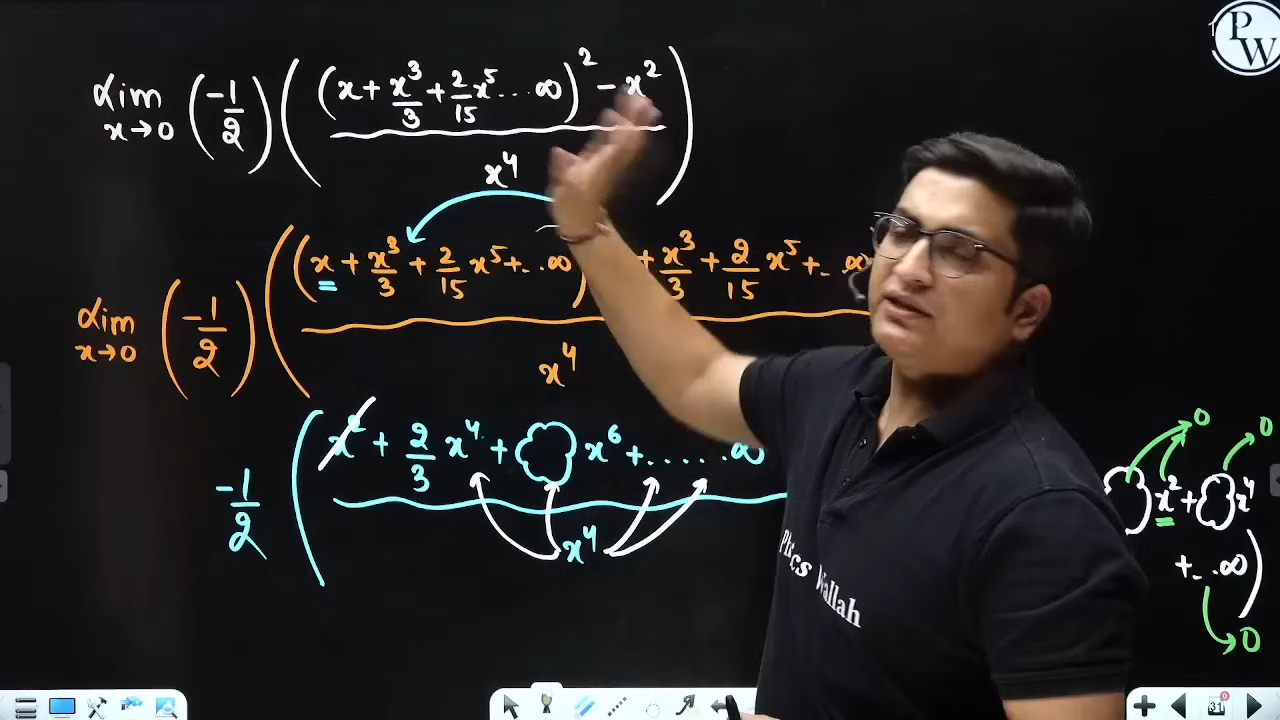 lim x→0 (-1/2) ( ( (x + x³/3 + 2/15 x⁵ ... ∞)² - x² ) / x⁴ )
lim x→0 (-1/2) ( (x + x³/3 + 2/15 x⁵ + ... ∞) + x³/3 + 2/15 x⁵ + ... ∞ / x⁴
-1/2 ( x² + 2/3 x⁴ + x⁶ + ..... ∞ / x⁴
0
0
x² + x⁴
+ ... ∞ )
0
PW
Wallah
31